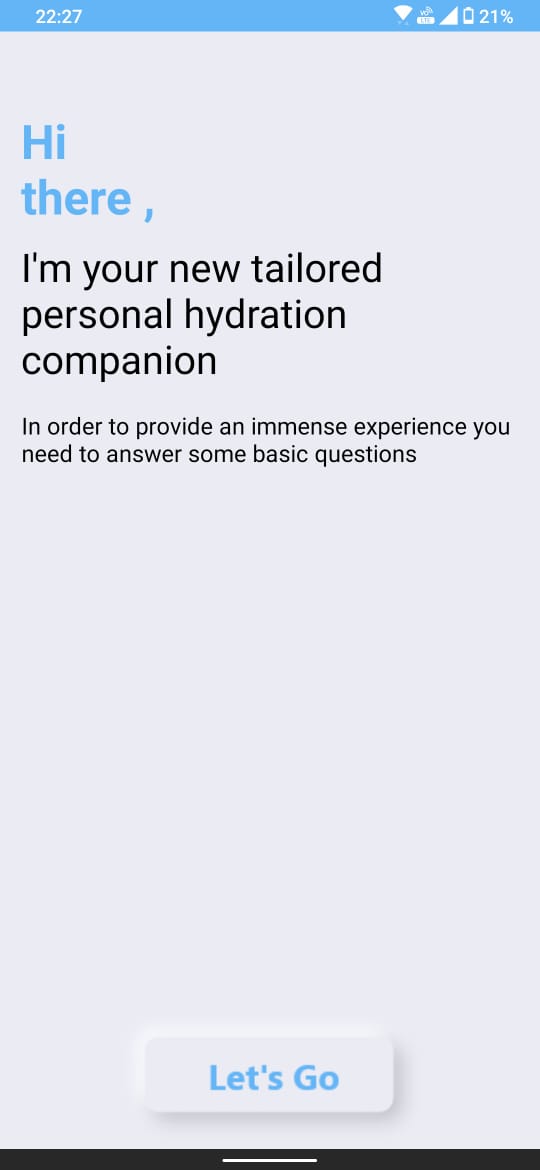 22:27
VO)) LTE 21%
Hi
there ,
I'm your new tailored
personal hydration
companion
In order to provide an immense experience you
need to answer some basic questions
Let's Go